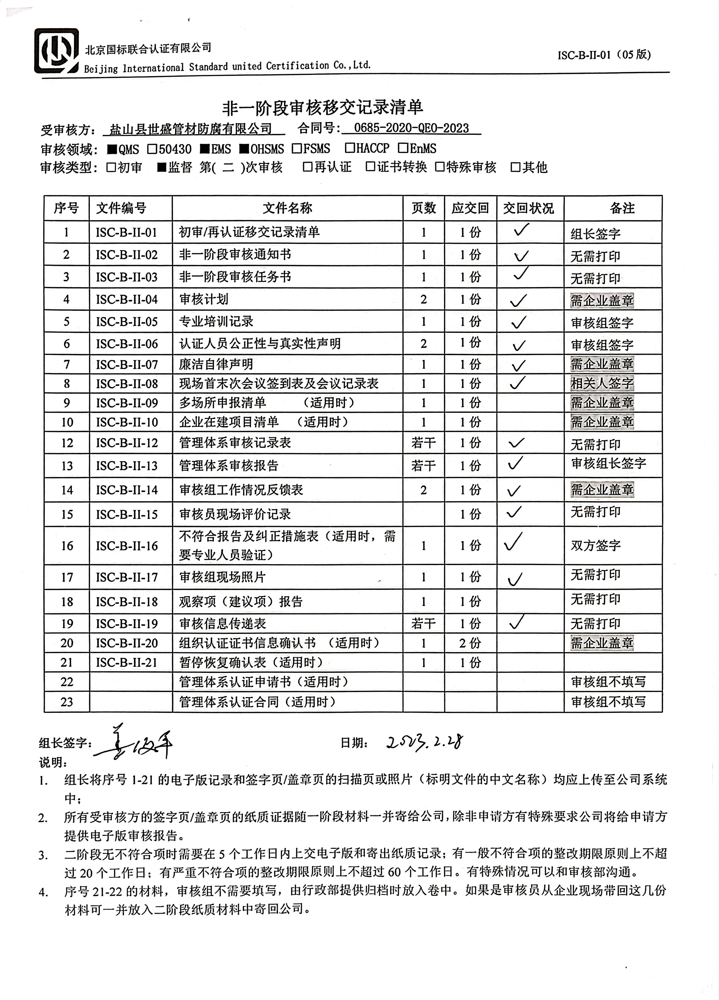 北京国标联合认证有限公司
Beijing International Standard united Certification Co.,Ltd.
ISC-B-II-01（05 版)
非一阶段审核移交记录清单
受审核方： 盐山县世盛管材防腐有限公司 合同号： 0685-2020-QEO-2023
审核领域：■QMS □50430 ■EMS ■OHSMS □FSMS □HACCP □EnMS
审核类型：□初审 ■监督 第( 二 )次审核 □再认证 □证书转换 □特殊审核 □其他
序号 文件编号 文件名称 页数 应交回 交回状况 备注
1 ISC-B-II-01 初审/再认证移交记录清单 1 1 份 ✓ 组长签字
2 ISC-B-II-02 非一阶段审核通知书 1 1 份 ✓ 无需打印
3 ISC-B-II-03 非一阶段审核任务书 1 1 份 ✓ 无需打印
4 ISC-B-II-04 审核计划 2 1 份 ✓ 需企业盖章
5 ISC-B-II-05 专业培训记录 1 1 份 ✓ 审核组签字
6 ISC-B-II-06 认证人员公正性与真实性声明 2 1 份 ✓ 审核组签字
7 ISC-B-II-07 廉洁自律声明 1 1 份 ✓ 需企业盖章
8 ISC-B-II-08 现场首末次会议签到表及会议记录表 1 1 份 ✓ 相关人签字
9 ISC-B-II-09 多场所申报清单 （适用时） 1 1 份 需企业盖章
10 ISC-B-II-10 企业在建项目清单 （适用时） 1 1 份 需企业盖章
12 ISC-B-II-12 管理体系审核记录表 若干 1 份 ✓ 无需打印
13 ISC-B-II-13 管理体系审核报告 若干 1 份 ✓ 审核组长签字
14 ISC-B-II-14 审核组工作情况反馈表 2 1 份 ✓ 需企业盖章
15 ISC-B-II-15 审核员现场评价记录 1 份 ✓ 无需打印
16 ISC-B-II-16 不符合报告及纠正措施表（适用时，需
要专业人员验证） 1 1 份 ✓ 双方签字
17 ISC-B-II-17 审核组现场照片 1 1 份 ✓ 无需打印
18 ISC-B-II-18 观察项（建议项）报告 1 1 份 无需打印
19 ISC-B-II-19 审核信息传递表 若干 1 份 ✓ 无需打印
20 ISC-B-II-20 组织认证证书信息确认书 （适用时） 1 2 份 需企业盖章
21 ISC-B-II-21 暂停恢复确认表（适用时） 1 1 份
22 管理体系认证申请书（适用时） 审核组不填写
23 管理体系认证合同（适用时） 审核组不填写
组长签字： 日期： 2023.2.28
说明：
1. 组长将序号 1-21 的电子版记录和签字页/盖章页的扫描页或照片（标明文件的中文名称）均应上传至公司系统
中；
2. 所有受审核方的签字页/盖章页的纸质证据随一阶段材料一并寄给公司，除非申请方有特殊要求公司将给申请方
提供电子版审核报告。
3. 二阶段无不符合项时需要在 5 个工作日内上交电子版和寄出纸质记录；有一般不符合项的整改期限原则上不超
过 20 个工作日；有严重不符合项的整改期限原则上不超过 60 个工作日。有特殊情况可以和审核部沟通。
4. 序号 21-22 的材料，审核组不需要填写，由行政部提供归档时放入卷中。如果是审核员从企业现场带回这几份
材料可一并放入二阶段纸质材料中寄回公司。